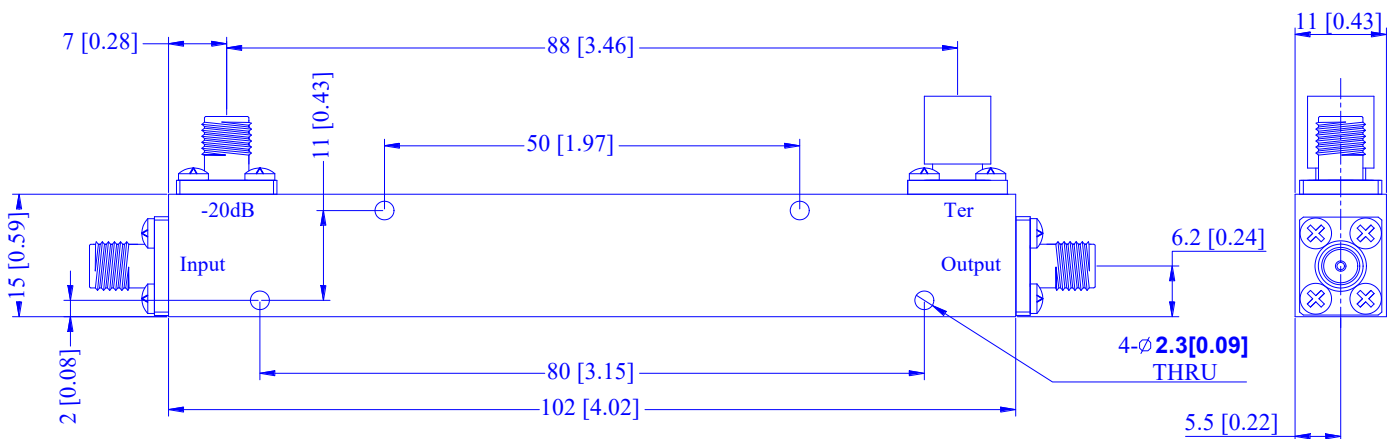 7 [0.28]
88 [3.46]
11 [0.43]
11 [0.43]
50 [1.97]
-20dB
Ter
15 [0.59]
Input
Output
6.2 [0.24]
2 [0.08]
80 [3.15]
4-⌀2.3[0.09]
THRU
102 [4.02]
5.5 [0.22]